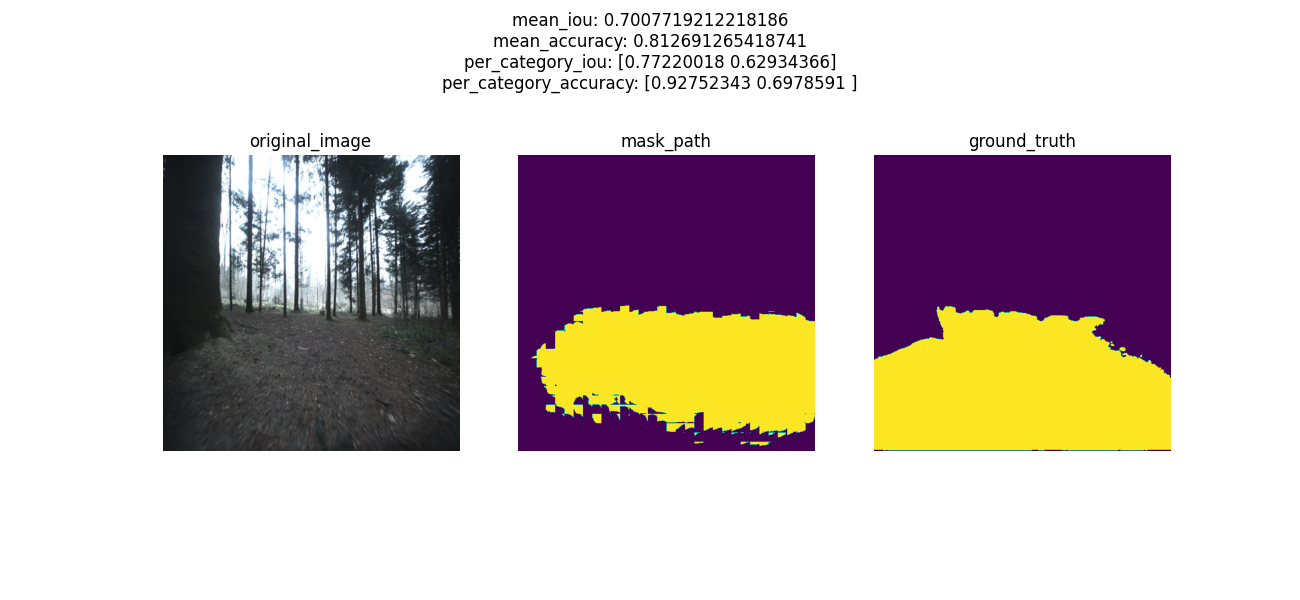 mean_iou: 0.7007719212218186
mean_accuracy: 0.812691265418741
per_category_iou: [0.77220018 0.62934366]
per_category_accuracy: [0.92752343 0.6978591 ]
original_image
mask_path
ground_truth